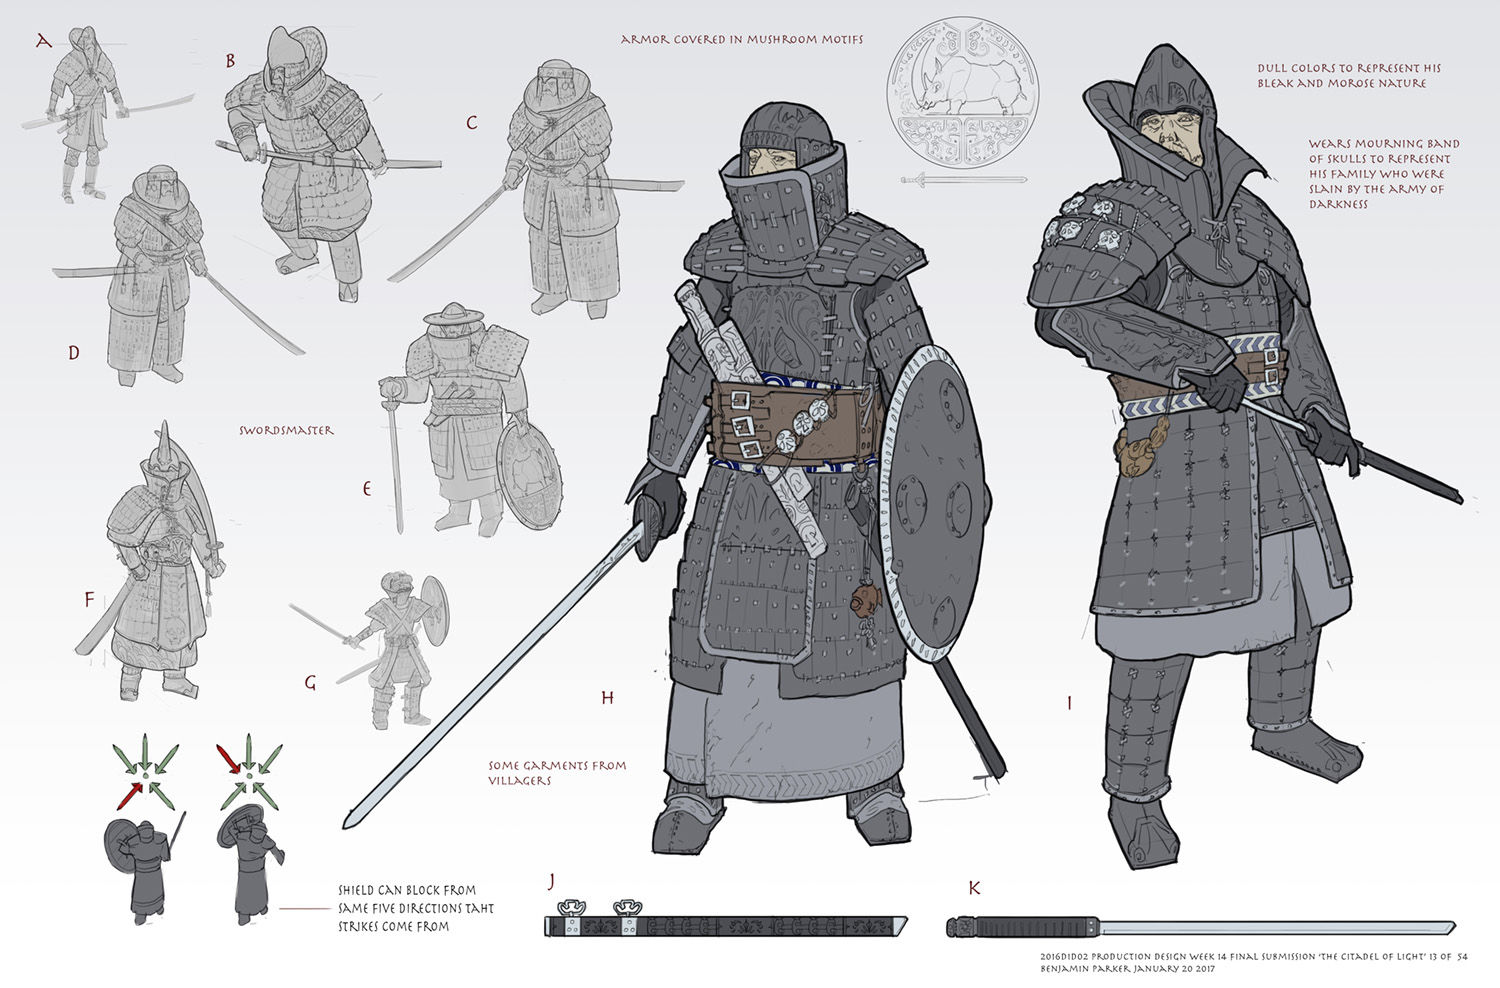 A
B
ARMOR COVERED IN MUSHROOM MOTIFS
DULL COLORS TO REPRESENT HIS
BLEAK AND MOROSE NATURE
C
WEARS MOURNING BAND
OF SKULLS TO REPRESENT
HIS FAMILY WHO WERE
SLAIN BY THE ARMY OF
DARKNESS
D
SWORDSMASTER
E
F
G
H
I
SOME GARMENTS FROM
VILLAGERS
SHIELD CAN BLOCK FROM
SAME FIVE DIRECTIONS TAHT
STRIKES COME FROM
J
K
2016D1D02 PRODUCTION DESIGN WEEK 14 FINAL SUBMISSION 'THE CITADEL OF LIGHT' 13 OF 54
BENJAMIN PARKER JANUARY 20 2017